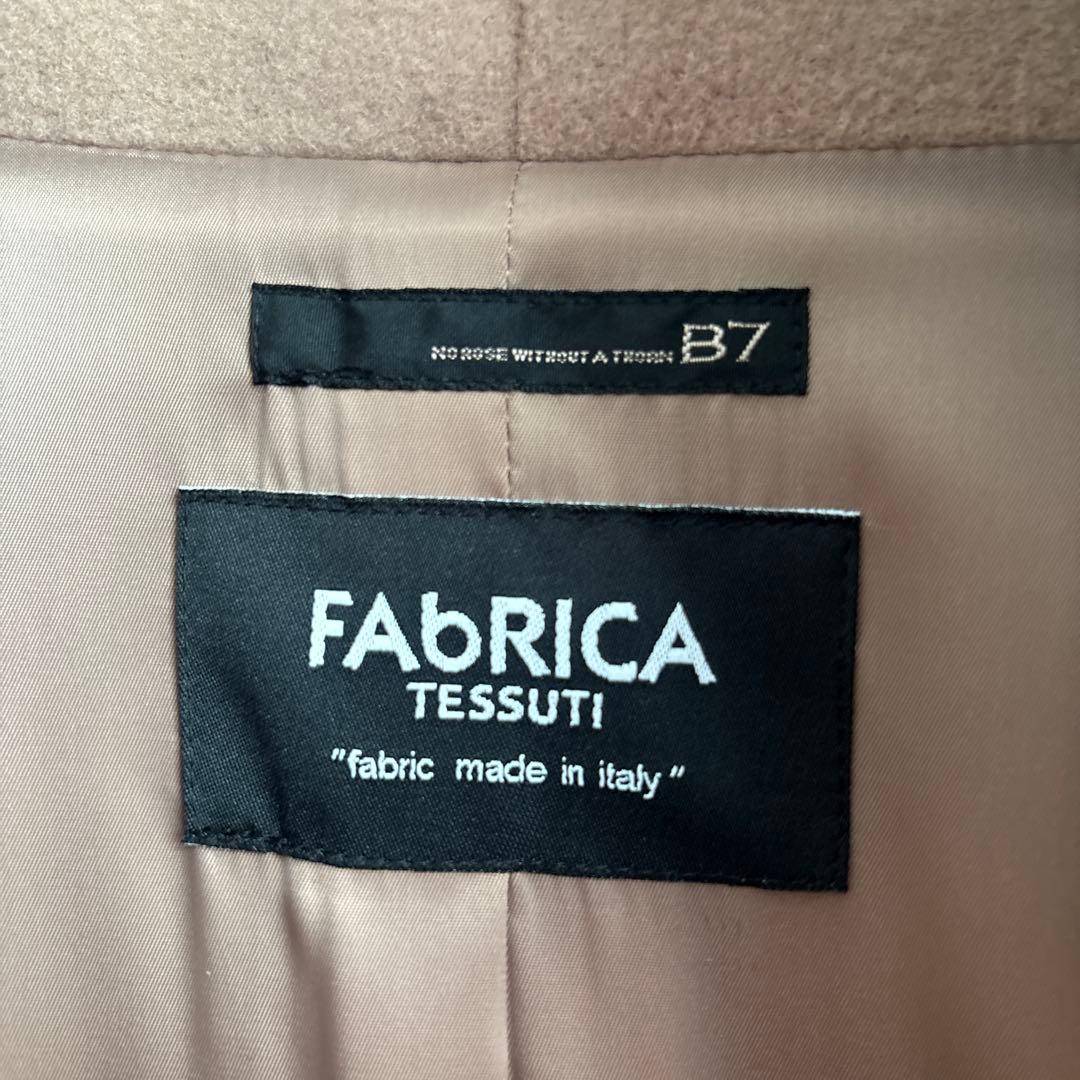 NO ROSE WITHOUT A THORN B7
FAbRICA
TESSUTI
"fabric made in italy"